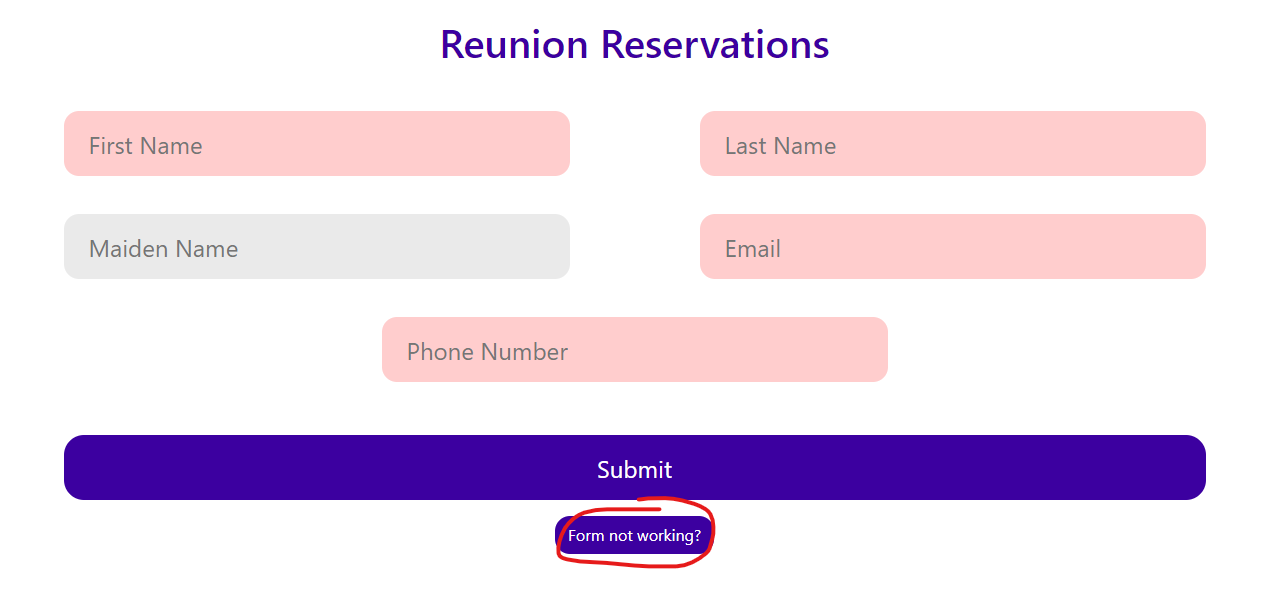 Reunion Reservations
First Name
Last Name
Maiden Name
Email
Phone Number
Submit
Form not working?